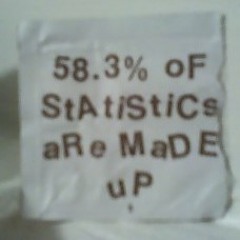 58.3% oF
StAtiStiCs
aRe MaDE
uP